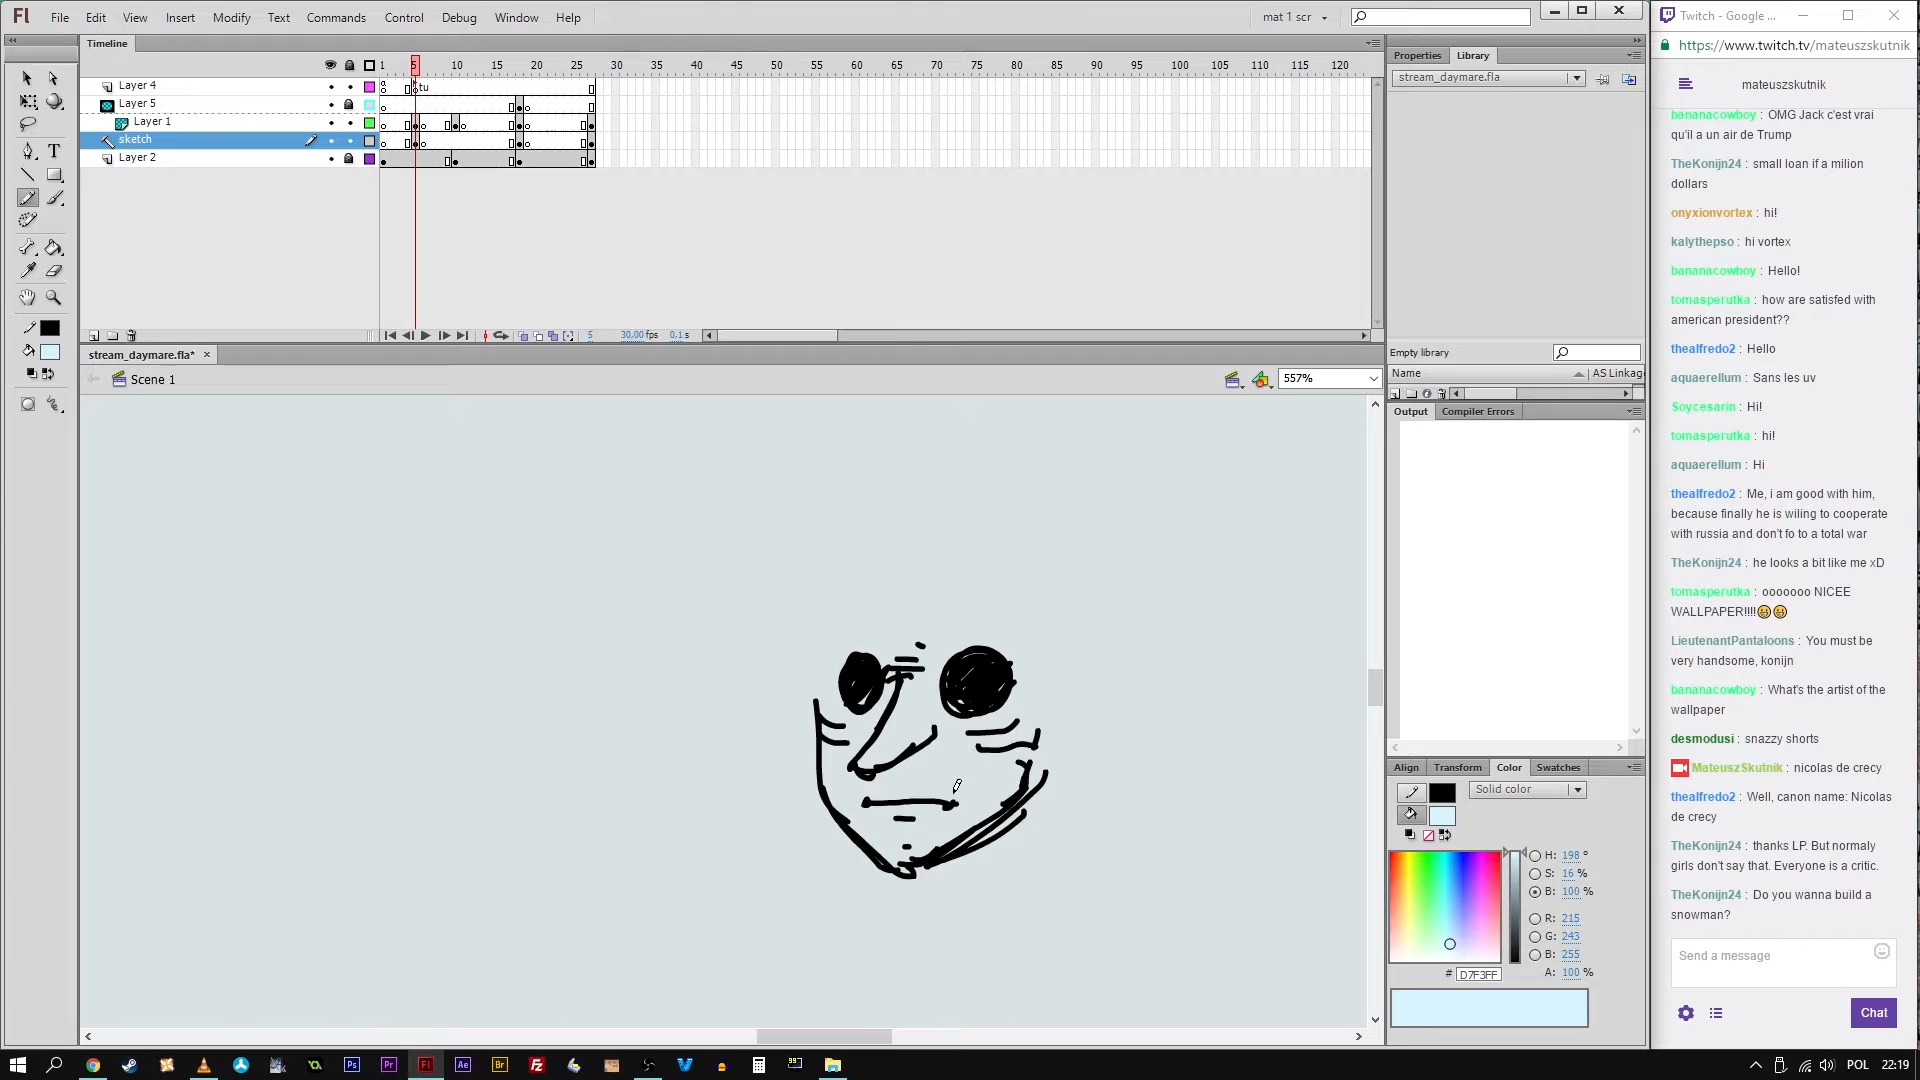 Fl File Edit View Insert Modify Text Commands Control Debug Window Help mat 1 scr
Twitch - Google ...
https://www.twitch.tv/mateuszskutnik
Timeline
1 5 10 15 20 25 30 35 40 45 50 55 60 65 70 75 80 85 90 95 100 105 110 115 120
Layer 4
tu
Layer 5
Layer 1
sketch
Layer 2
5 30,00 fps 0,1 s
stream_daymare.fla*
Scene 1
557%
Properties Library
stream_daymare.fla
Empty library
Name AS Linkag
Output Compiler Errors
Align Transform Color Swatches
Solid color
H: 198 °
S: 16 %
B: 100 %
R: 215
G: 243
B: 255
# D7F3FF A: 100 %
mateuszskutnik
bananacowboy : OMG Jack c'est vrai
qu'il a un air de Trump
TheKonijn24 : small loan if a milion
dollars
onyxionvortex : hi!
kalythepso : hi vortex
bananacowboy : Hello!
tomasperutka : how are satisfed with
american president??
thealfredo2 : Hello
aquaerellum : Sans les uv
Soycesarin : Hi!
tomasperutka : hi!
aquaerellum : Hi
thealfredo2 : Me, i am good with him,
because finally he is wiling to cooperate
with russia and don't fo to a total war
TheKonijn24 : he looks a bit like me xD
tomasperutka : ooooooo NICEE
WALLPAPER!!!!
LieutenantPantaloons : You must be
very handsome, konijn
bananacowboy : What's the artist of the
wallpaper
desmodusi : snazzy shorts
MateuszSkutnik : nicolas de crecy
thealfredo2 : Well, canon name: Nicolas
de crecy
TheKonijn24 : thanks LP. But normaly
girls don't say that. Everyone is a critic.
TheKonijn24 : Do you wanna build a
snowman?
Send a message
Chat
Ps Pr Fl Ae Br Fz
POL 22:19